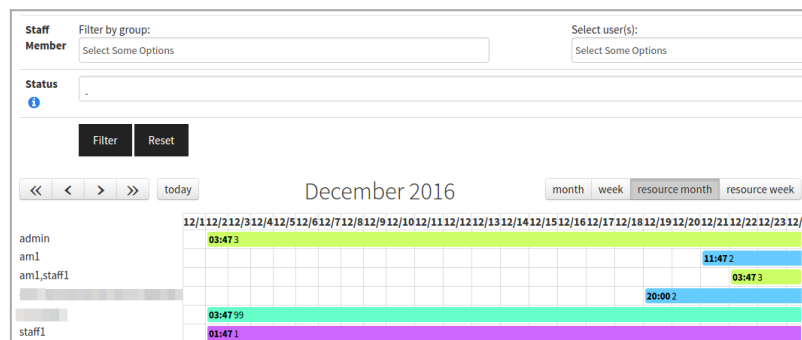 Staff Member
Filter by group:
Select user(s):
Select Some Options
Select Some Options
Status
-
Filter
Reset
today
December 2016
month
week
resource month
resource week
12/1 12/2 12/3 12/4 12/5 12/6 12/7 12/8 12/9 12/10 12/11 12/12 12/13 12/14 12/15 12/16 12/17 12/18 12/19 12/20 12/21 12/22 12/23 12/
admin
03:47 3
am1
11:47 2
am1,staff1
03:47 3
20:00 2
03:47 99
staff1
01:47 1